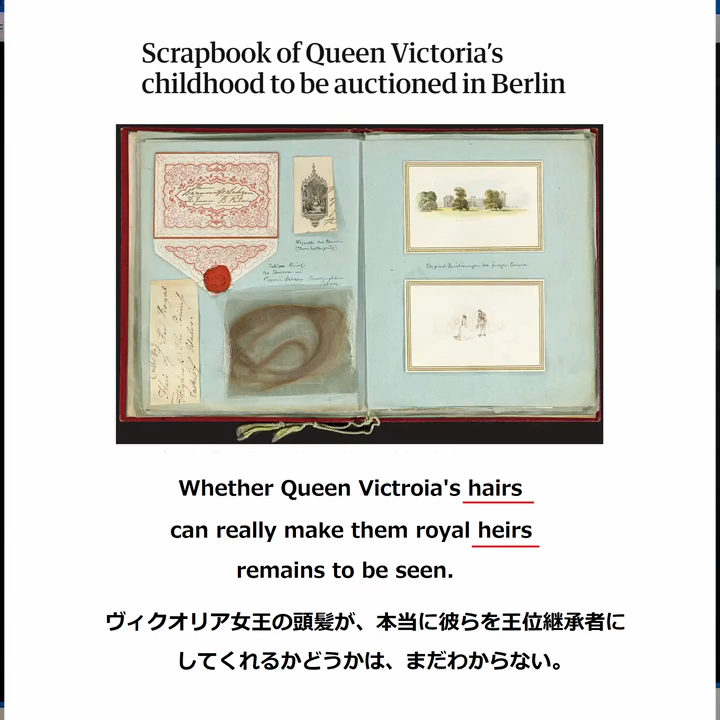 Scrapbook of Queen Victoria's
childhood to be auctioned in Berlin
Whether Queen Victroia's hairs
can really make them royal heirs
remains to be seen.
ヴィクオリア女王の頭髪が、本当に彼らを王位継承者に
してくれるかどうかは、まだわからない。